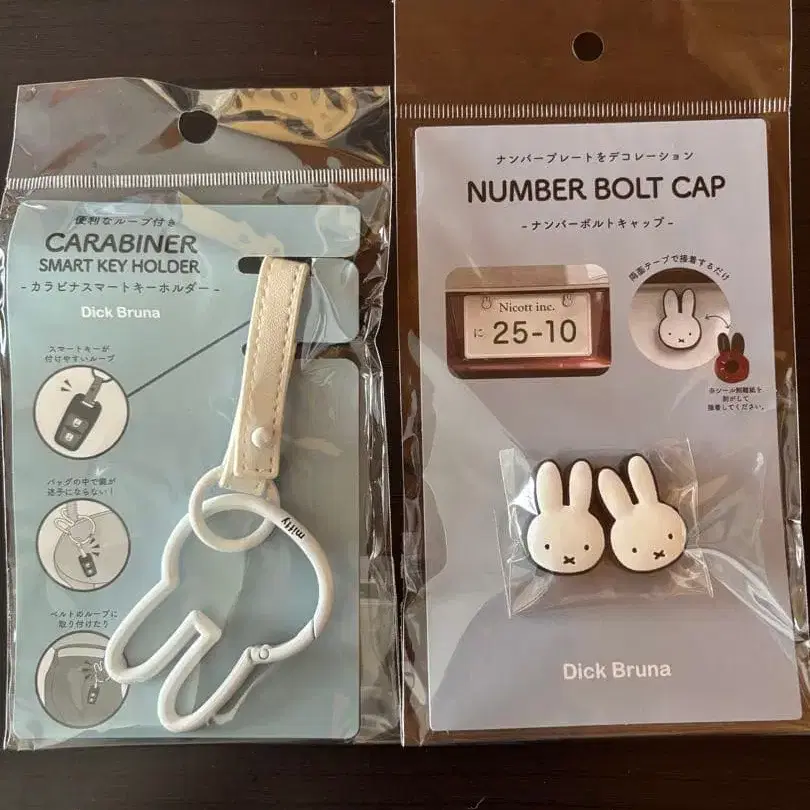 便利なループ付き
CARABINER
SMART KEY HOLDER
- カラビナスマートキーホルダー -
Dick Bruna
スマートキーが
付けやすいループ
バッグの中で鍵が
迷子にならない!
ベルトのループに
取り付けたり
miffy
ナンバープレートをデコレーション
NUMBER BOLT CAP
- ナンバーボルトキャップ -
両面テープで接着するだけ
Nicott inc.
に 25-10
※シール剥離紙を
剥がして
接着してください。
Dick Bruna